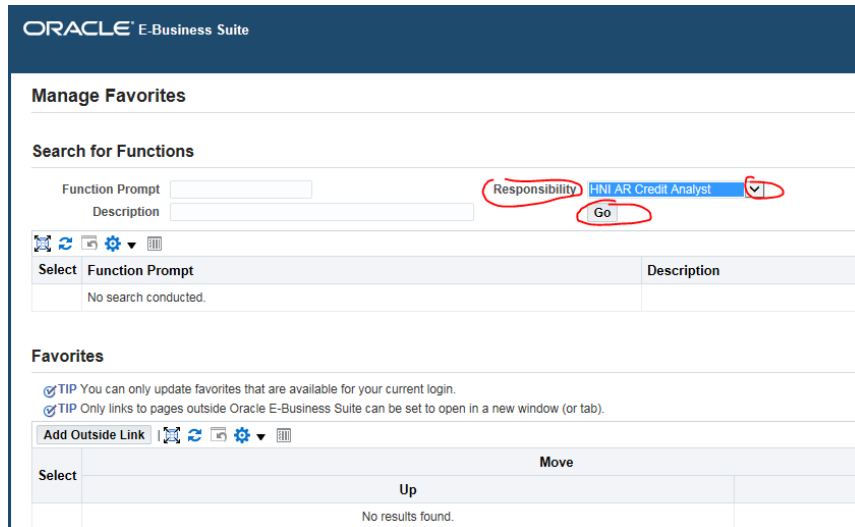 ORACLE E-Business Suite
Manage Favorites
Search for Functions
Function Prompt
Responsibility HNI AR Credit Analyst
Description
Go
Select Function Prompt Description
No search conducted.
Favorites
TIP You can only update favorites that are available for your current login.
TIP Only links to pages outside Oracle E-Business Suite can be set to open in a new window (or tab).
Add Outside Link
Select Move
Up
No results found.